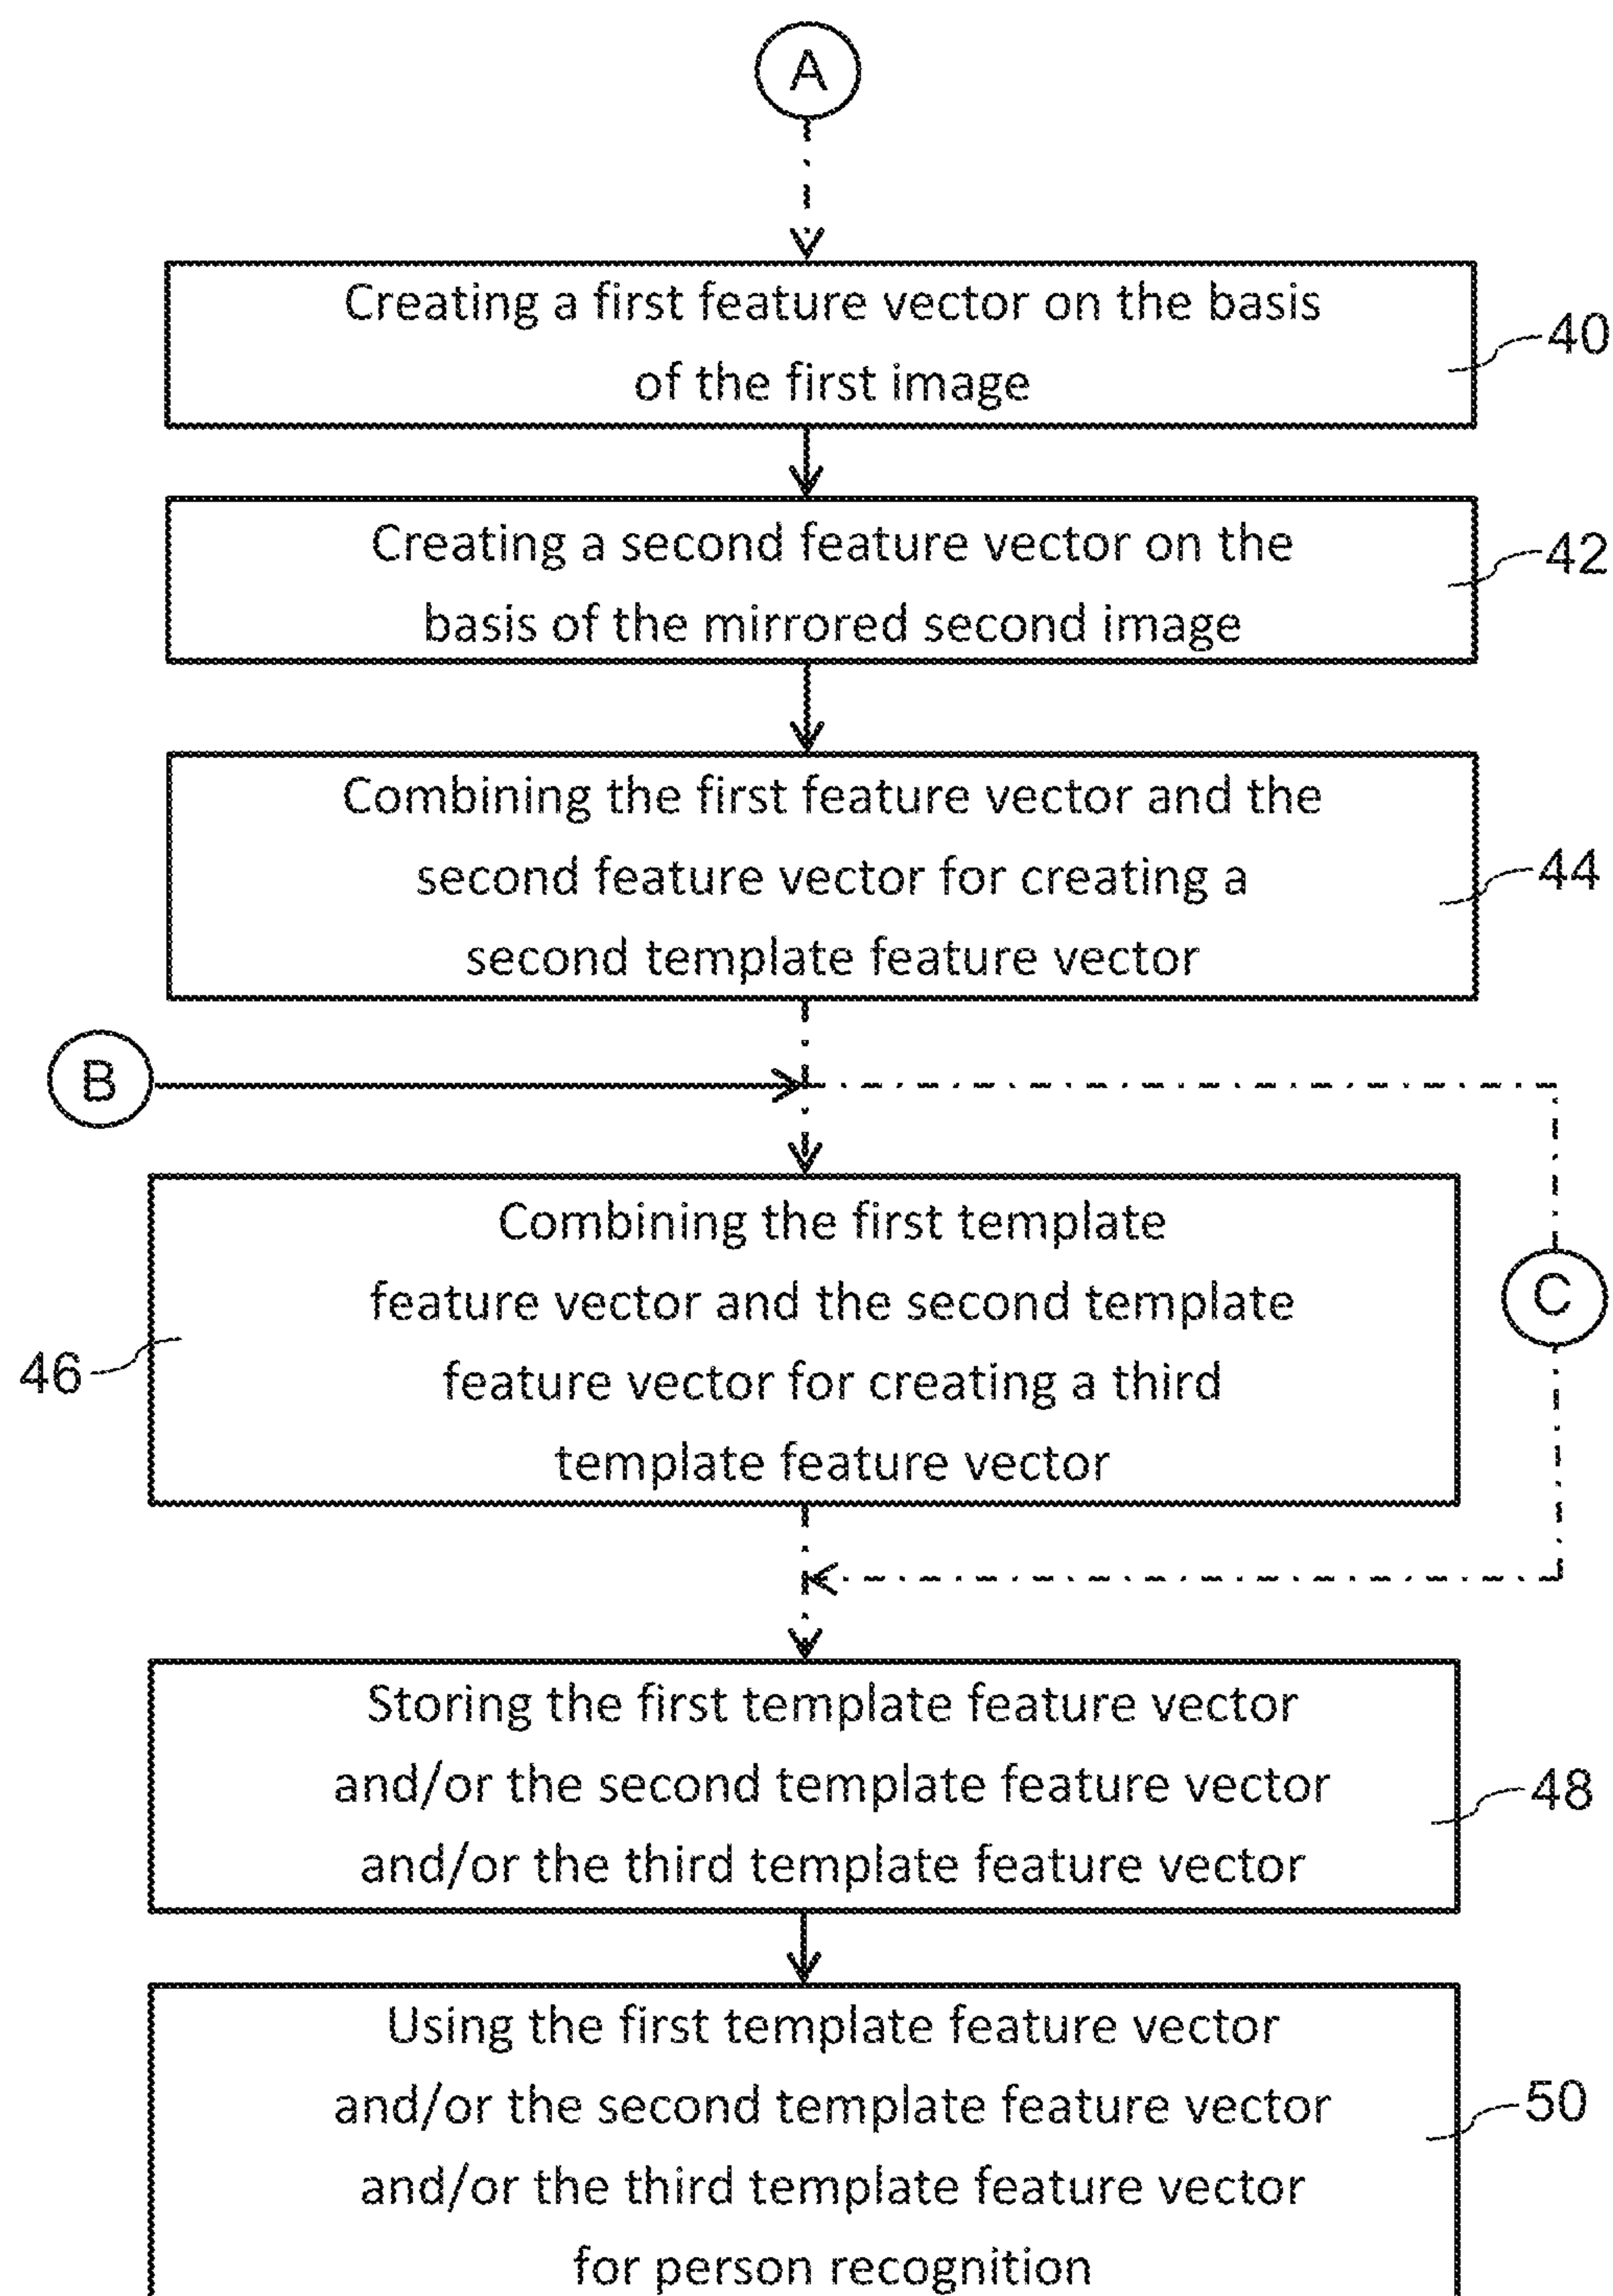 A
Creating a first feature vector on the basis
of the first image
40
Creating a second feature vector on the
basis of the mirrored second image
42
Combining the first feature vector and the
second feature vector for creating a
second template feature vector
44
B
Combining the first template
feature vector and the second template
feature vector for creating a third
template feature vector
46
C
Storing the first template feature vector
and/or the second template feature vector
and/or the third template feature vector
48
Using the first template feature vector
and/or the second template feature vector
and/or the third template feature vector
for person recognition
50